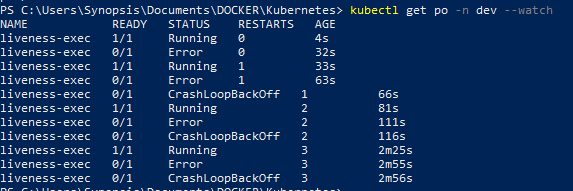 PS C:\Users\Synopsis\Documents\DOCKER\Kubernetes> kubectl get po -n dev --watch
NAME READY STATUS RESTARTS AGE
liveness-exec 1/1 Running 0 4s
liveness-exec 0/1 Error 0 32s
liveness-exec 1/1 Running 1 33s
liveness-exec 0/1 Error 1 63s
liveness-exec 0/1 CrashLoopBackOff 1 66s
liveness-exec 1/1 Running 2 81s
liveness-exec 0/1 Error 2 111s
liveness-exec 0/1 CrashLoopBackOff 2 116s
liveness-exec 1/1 Running 3 2m25s
liveness-exec 0/1 Error 3 2m55s
liveness-exec 0/1 CrashLoopBackOff 3 2m56s
PS C:\Users\Synopsis\Documents\DOCKER\Kubernetes>